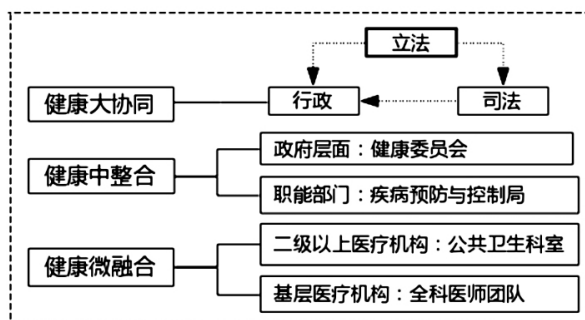 立法
健康大协同
行政
司法
政府层面：健康委员会
健康中整合
职能部门：疾病预防与控制局
二级以上医疗机构：公共卫生科室
健康微融合
基层医疗机构：全科医师团队